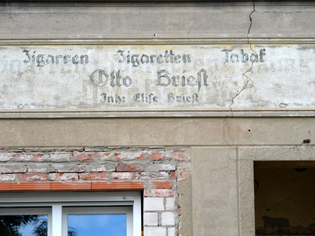 Zigarren Zigaretten Tabak
Otto Briest
Inh: Elise Briest